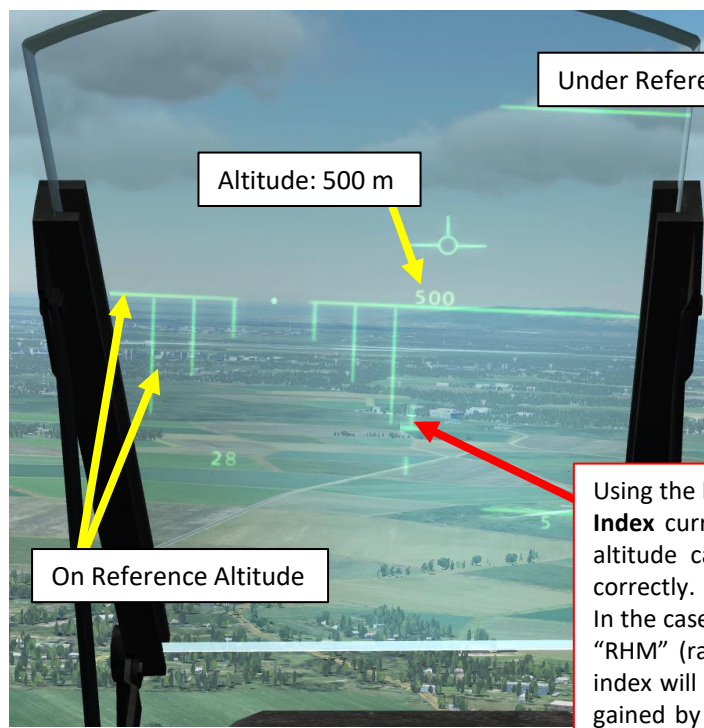 Under Refere
Altitude: 500 m
500
28
5
On Reference Altitude
Using the
Index curr
altitude ca
correctly.
In the case
“RHM” (ra
index will
gained by